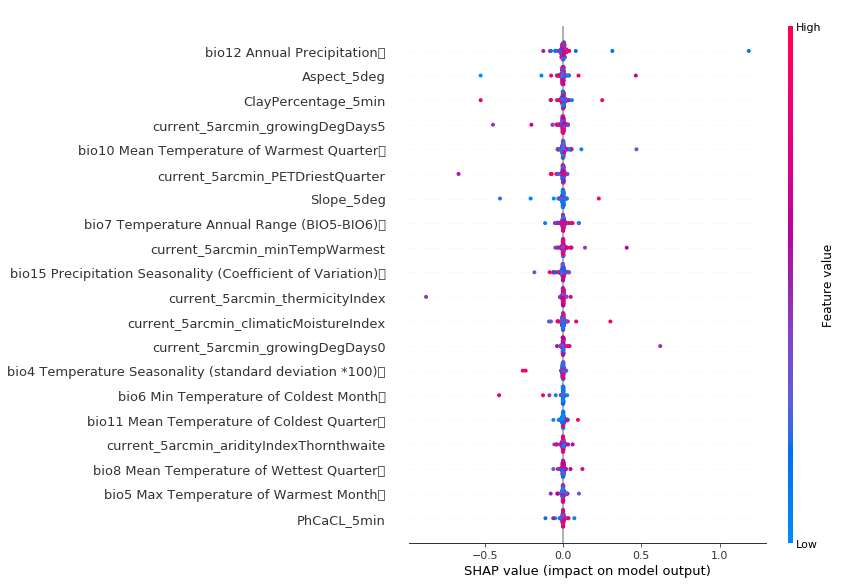 High
bio12 Annual Precipitation
Aspect_5deg
ClayPercentage_5min
current_5arcmin_growingDegDays5
bio10 Mean Temperature of Warmest Quarter
current_5arcmin_PETDriestQuarter
Slope_5deg
bio7 Temperature Annual Range (BIO5-BIO6)
current_5arcmin_minTempWarmest
bio15 Precipitation Seasonality (Coefficient of Variation)
current_5arcmin_thermicityIndex
current_5arcmin_climaticMoistureIndex
current_5arcmin_growingDegDays0
bio4 Temperature Seasonality (standard deviation *100)
bio6 Min Temperature of Coldest Month
bio11 Mean Temperature of Coldest Quarter
current_5arcmin_aridityIndexThornthwaite
bio8 Mean Temperature of Wettest Quarter
bio5 Max Temperature of Warmest Month
PhCaCL_5min
Feature value
Low
−0.5 0.0 0.5 1.0
SHAP value (impact on model output)